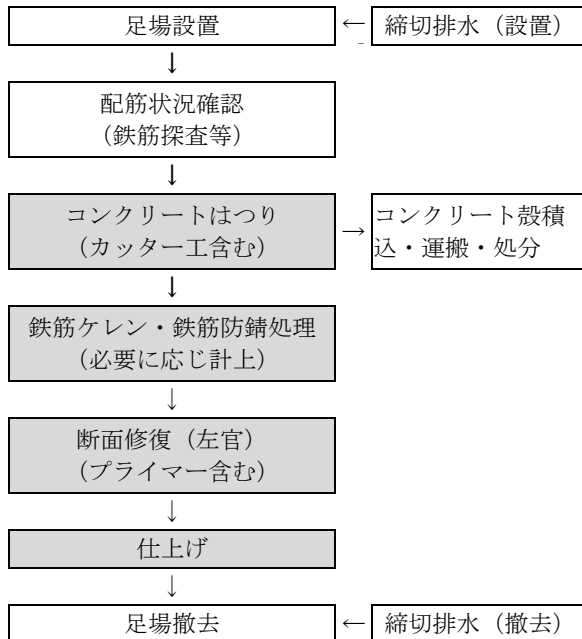 足場設置
←
締切排水（設置）
↓
配筋状況確認
（鉄筋探査等）
↓
コンクリートはつり
（カッター工含む）
→
コンクリート殻積
込・運搬・処分
↓
鉄筋ケレン・鉄筋防錆処理
（必要に応じ計上）
↓
断面修復（左官）
（プライマー含む）
↓
仕上げ
↓
足場撤去
←
締切排水（撤去）